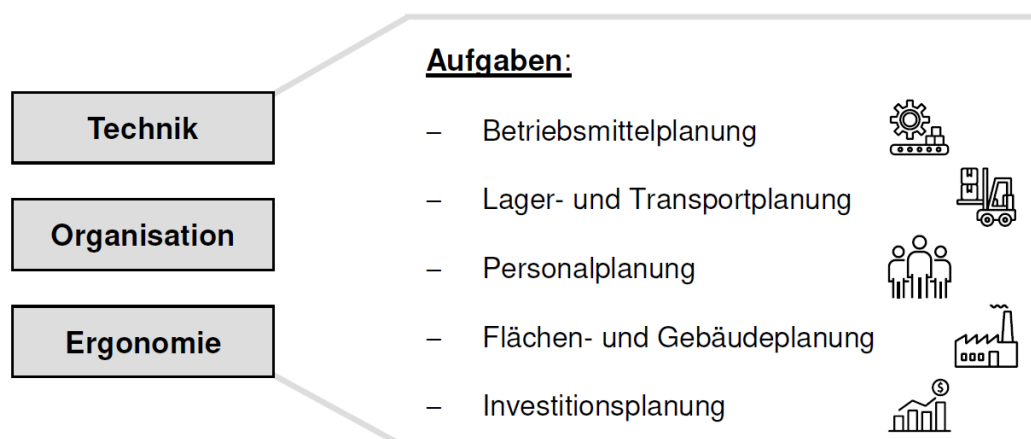 Aufgaben:
Technik
– Betriebsmittelplanung
– Lager- und Transportplanung
Organisation
– Personalplanung
Ergonomie
– Flächen- und Gebäudeplanung
– Investitionsplanung
$